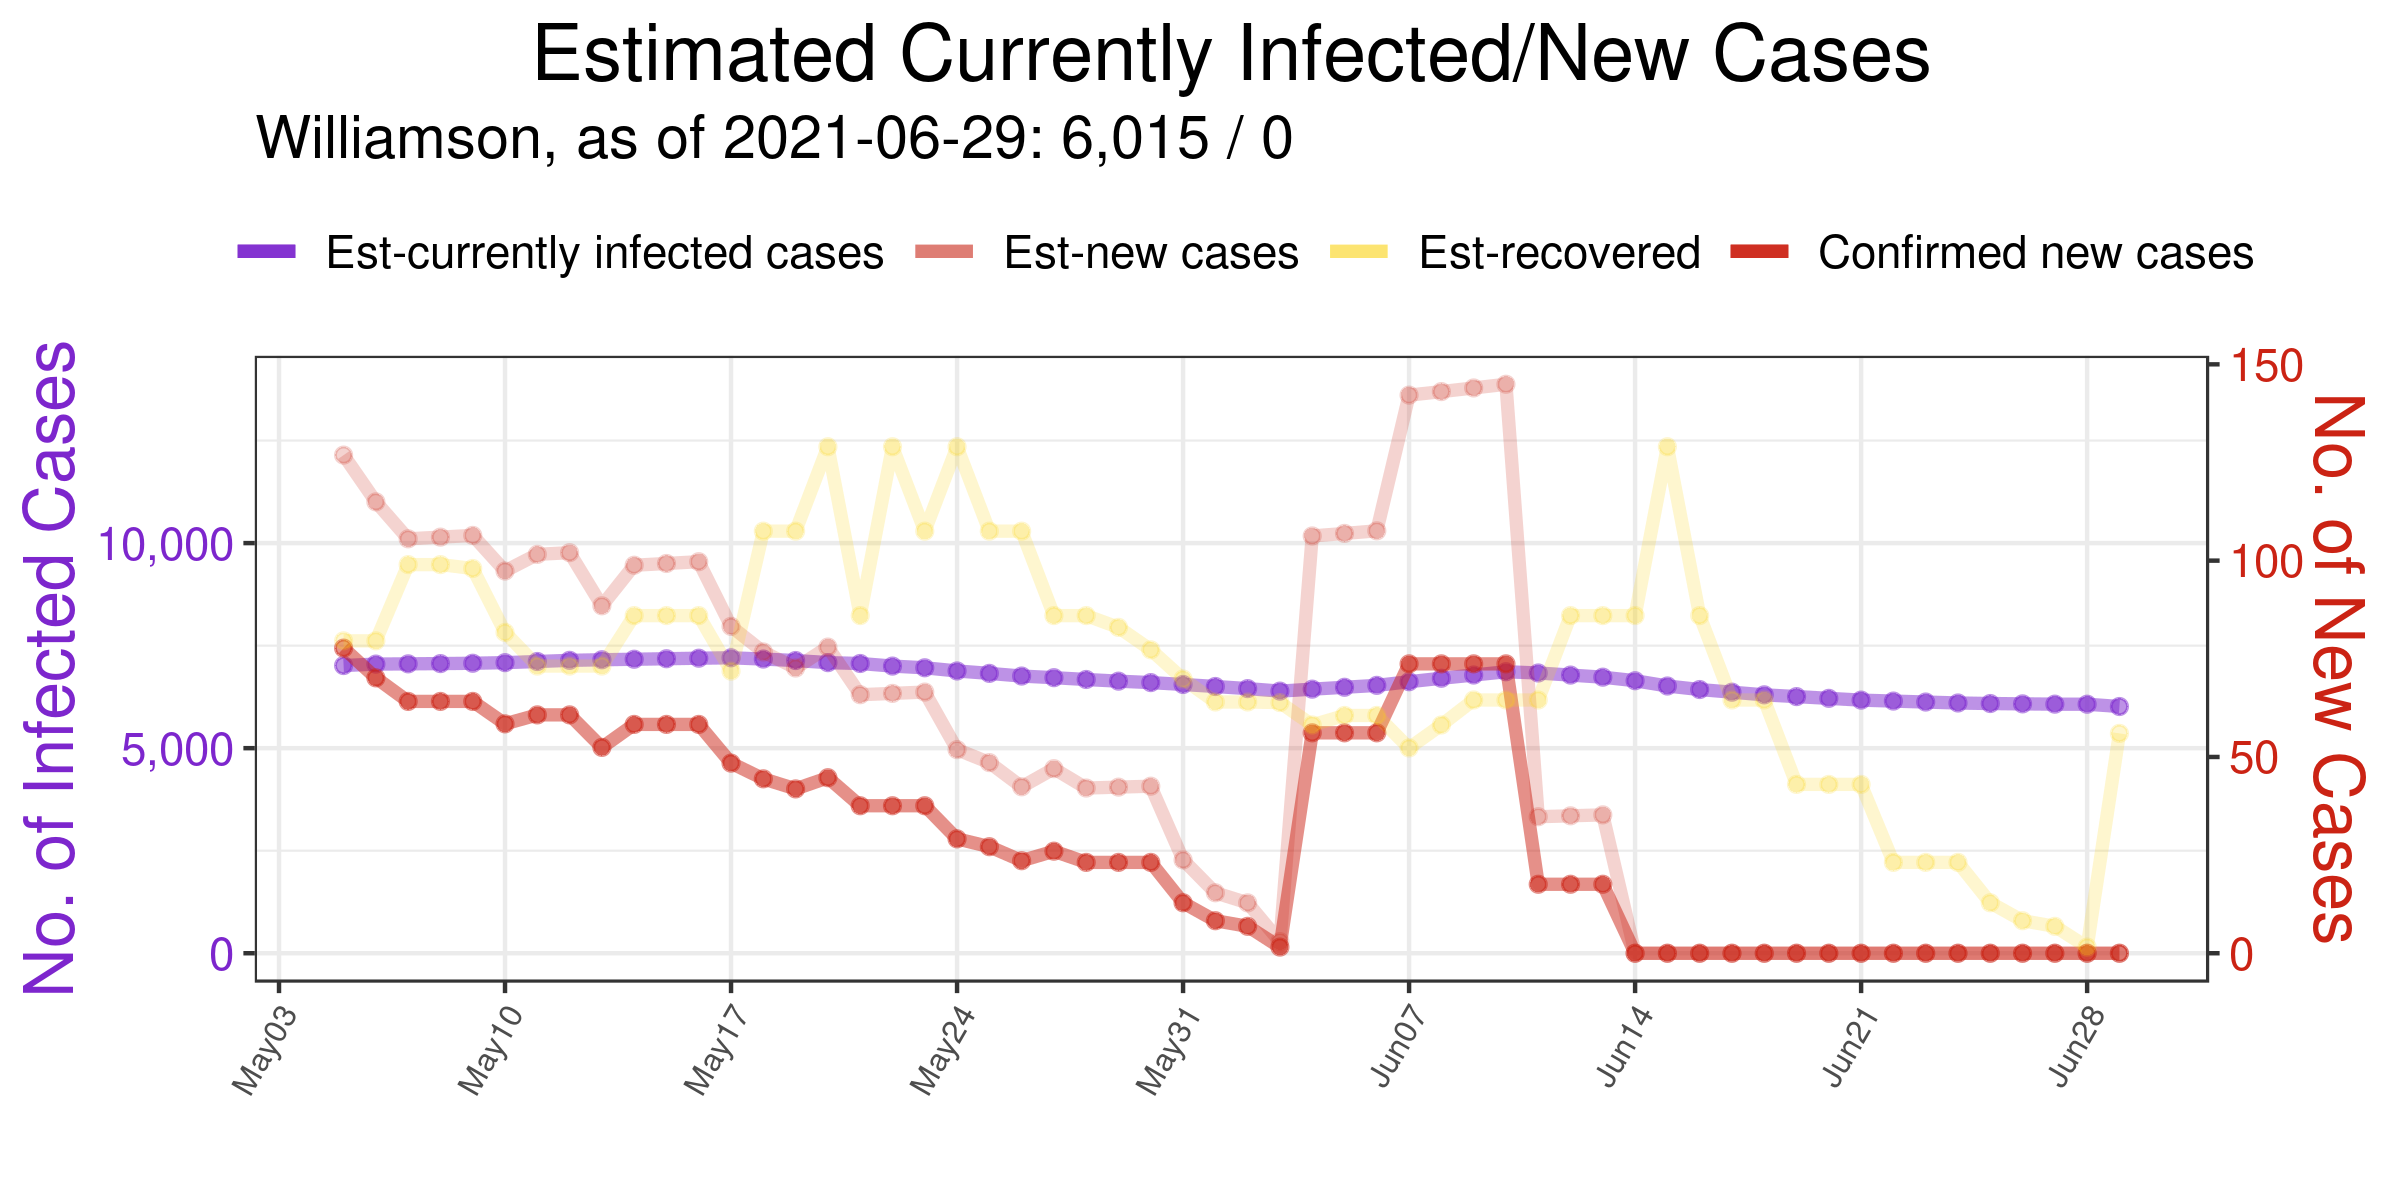 Estimated Currently Infected/New Cases
Williamson, as of 2021-06-29: 6,015 / 0
Est-currently infected cases Est-new cases Est-recovered Confirmed new cases
No. of Infected Cases
10,000
5,000
0
150
100
50
0
No. of New Cases
May03 May10 May17 May24 May31 Jun07 Jun14 Jun21 Jun28